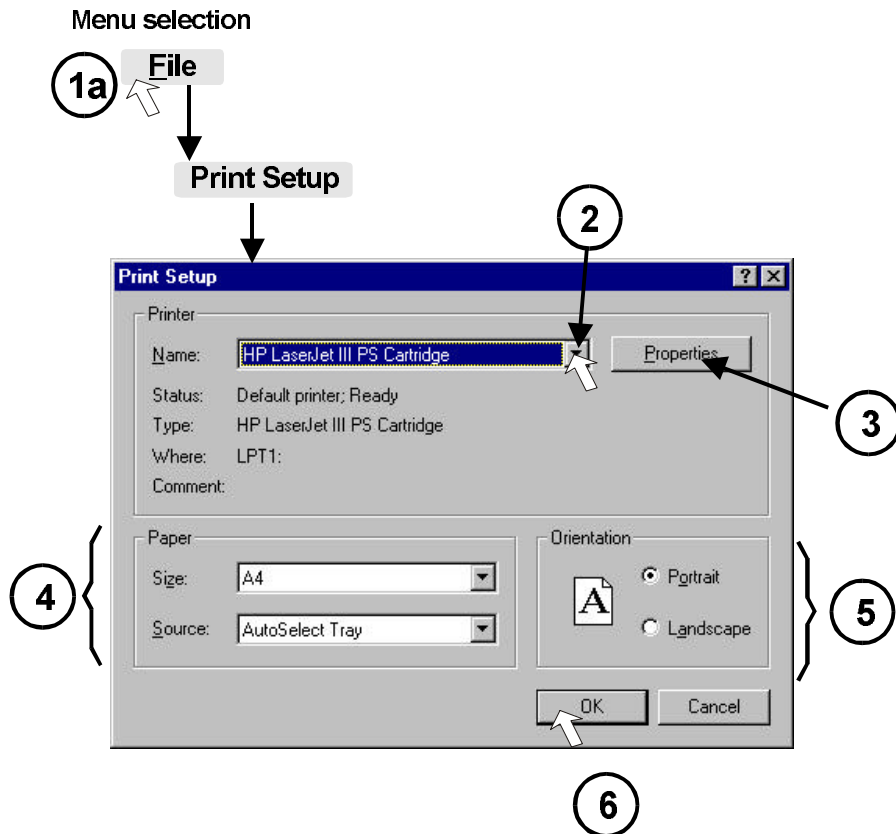 Menu selection
File
1a
Print Setup
2
Print Setup
Printer
Name: HP LaserJet III PS Cartridge Properties
Status: Default printer; Ready
3
Type: HP LaserJet III PS Cartridge
Where: LPT1:
Comment:
Paper Orientation
4 Size: A4 Portrait 5
A
Source: AutoSelect Tray Landscape
OK Cancel
6